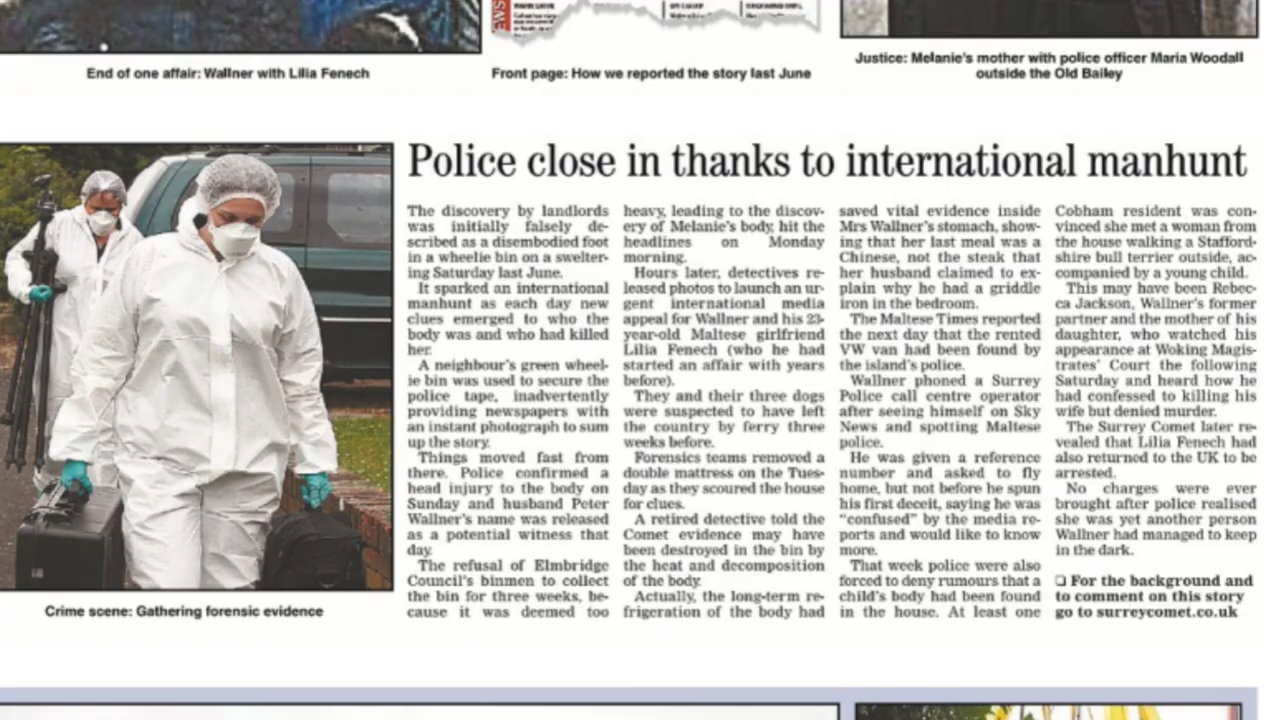 End of one affair: Wallner with Lilia Fenech
Front page: How we reported the story last June
Justice: Melanie's mother with police officer Maria Woodall
outside the Old Bailey
Police close in thanks to international manhunt
The discovery by landlords
was initially falsely de-
scribed as a disembodied foot
in a wheelie bin on a swelter-
ing Saturday last June.
It sparked an international
manhunt as each day new
clues emerged to who the
body was and who had killed
her.
A neighbour's green wheel-
ie bin was used to secure the
police tape, inadvertently
providing newspapers with
an instant photograph to sum
up the story.
Things moved fast from
there. Police confirmed a
head injury to the body on
Sunday and husband Peter
Wallner's name was released
as a potential witness that
day.
The refusal of Elmbridge
Council's binmen to collect
the bin for three weeks, be-
cause it was deemed too
heavy, leading to the discov-
ery of Melanie's body, hit the
headlines on Monday
morning.
Hours later, detectives re-
leased photos to launch an ur-
gent international media
appeal for Wallner and his 23-
year-old Maltese girlfriend
Lilia Fenech (who he had
started an affair with years
before).
They and their three dogs
were suspected to have left
the country by ferry three
weeks before.
Forensics teams removed a
double mattress on the Tues-
day as they scoured the house
for clues.
A retired detective told the
Comet evidence may have
been destroyed in the bin by
the heat and decomposition
of the body.
Actually, the long-term re-
frigeration of the body had
saved vital evidence inside
Mrs Wallner's stomach, show-
ing that her last meal was a
Chinese, not the steak that
her husband claimed to ex-
plain why he had a griddle
iron in the bedroom.
The Maltese Times reported
the next day that the rented
VW van had been found by
the island's police.
Wallner phoned a Surrey
Police call centre operator
after seeing himself on Sky
News and spotting Maltese
police.
He was given a reference
number and asked to fly
home, but not before he spun
his first deceit, saying he was
"confused" by the media re-
ports and would like to know
more.
That week police were also
forced to deny rumours that a
child's body had been found
in the house. At least one
Cobham resident was con-
vinced she met a woman from
the house walking a Stafford-
shire bull terrier outside, ac-
companied by a young child.
This may have been Rebec-
ca Jackson, Wallner's former
partner and the mother of his
daughter, who watched his
appearance at Woking Magis-
trates' Court the following
Saturday and heard how he
had confessed to killing his
wife but denied murder.
The Surrey Comet later re-
vealed that Lilia Fenech had
also returned to the UK to be
arrested.
No charges were ever
brought after police realised
she was yet another person
Wallner had managed to keep
in the dark.
❏ For the background and
to comment on this story
go to surreycomet.co.uk
Crime scene: Gathering forensic evidence